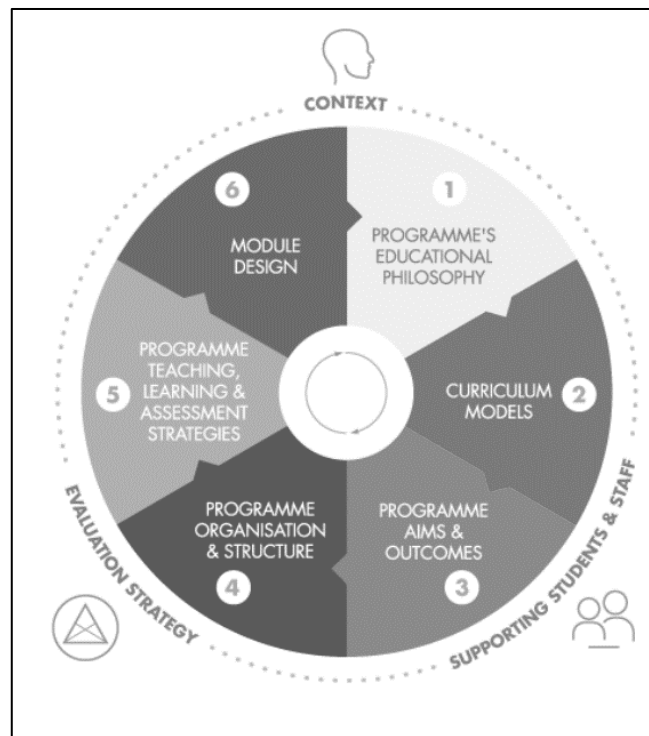 CONTEXT
1
PROGRAMME'S
EDUCATIONAL
PHILOSOPHY
CURRICULUM
MODELS
2
PROGRAMME
AIMS &
OUTCOMES
3
PROGRAMME
ORGANISATION
& STRUCTURE
4
PROGRAMME
TEACHING,
LEARNING &
ASSESSMENT
STRATEGIES
5
6
MODULE
DESIGN
SUPPORTING STUDENTS & STAFF
EVALUATION STRATEGY